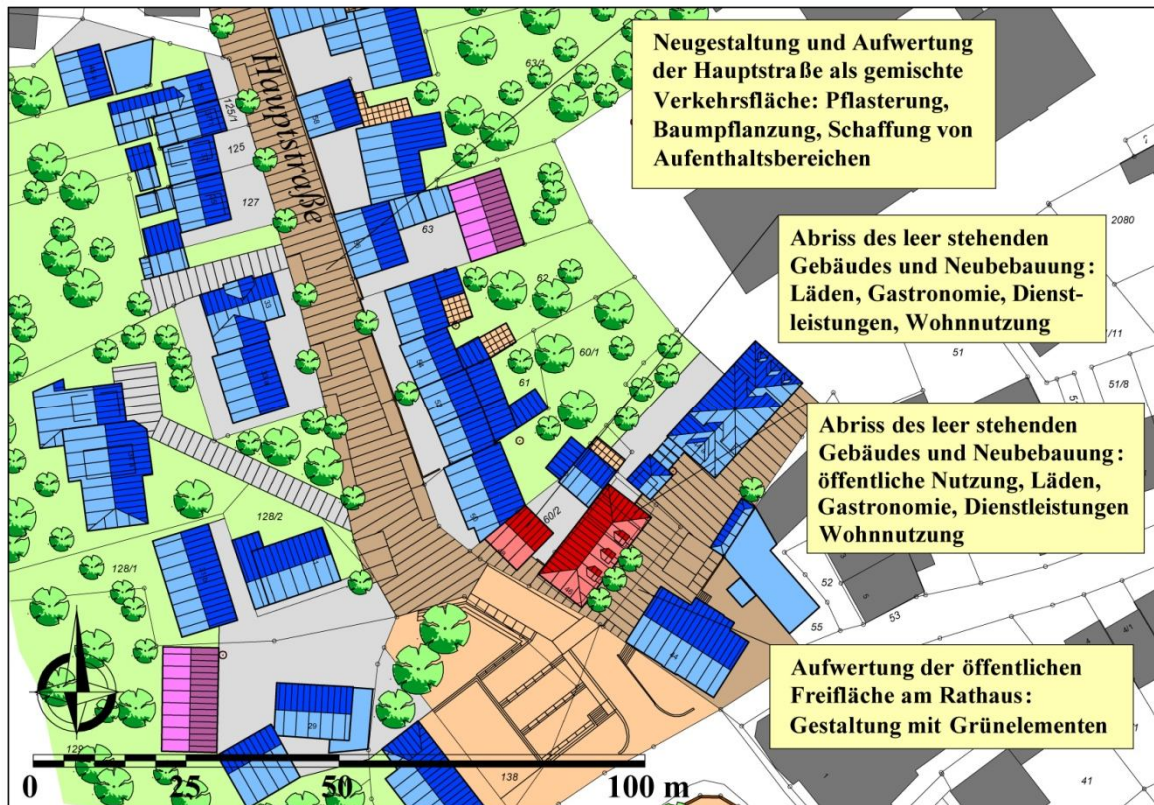 Neugestaltung und Aufwertung
der Hauptstraße als gemischte
Verkehrsfläche: Pflasterung,
Baumpflanzung, Schaffung von
Aufenthaltsbereichen
Abriss des leer stehenden
Gebäudes und Neubebauung:
Läden, Gastronomie, Dienst-
leistungen, Wohnnutzung
Abriss des leer stehenden
Gebäudes und Neubebauung:
öffentliche Nutzung, Läden,
Gastronomie, Dienstleistungen
Wohnnutzung
Aufwertung der öffentlichen
Freifläche am Rathaus:
Gestaltung mit Grünelementen
Hauptstraße
63/1
125/1
125
127
63
62
60/1
61
60/2
128/2
128/1
129
138
29
44
2080
51
51/8
52
53
55
4/1
41
0 25 50 100 m